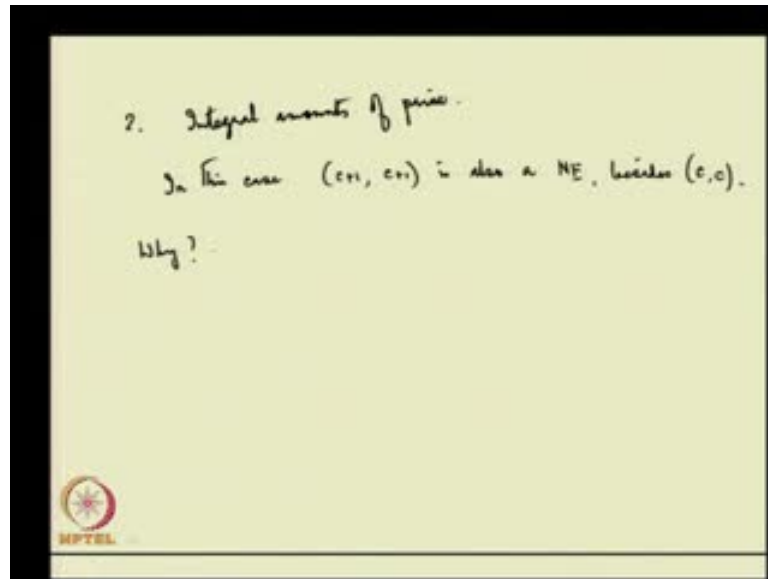 2. Integral amounts of price.
In this case (c+1, c+1) is also a NE, besides (c,c).
Why?
NPTEL